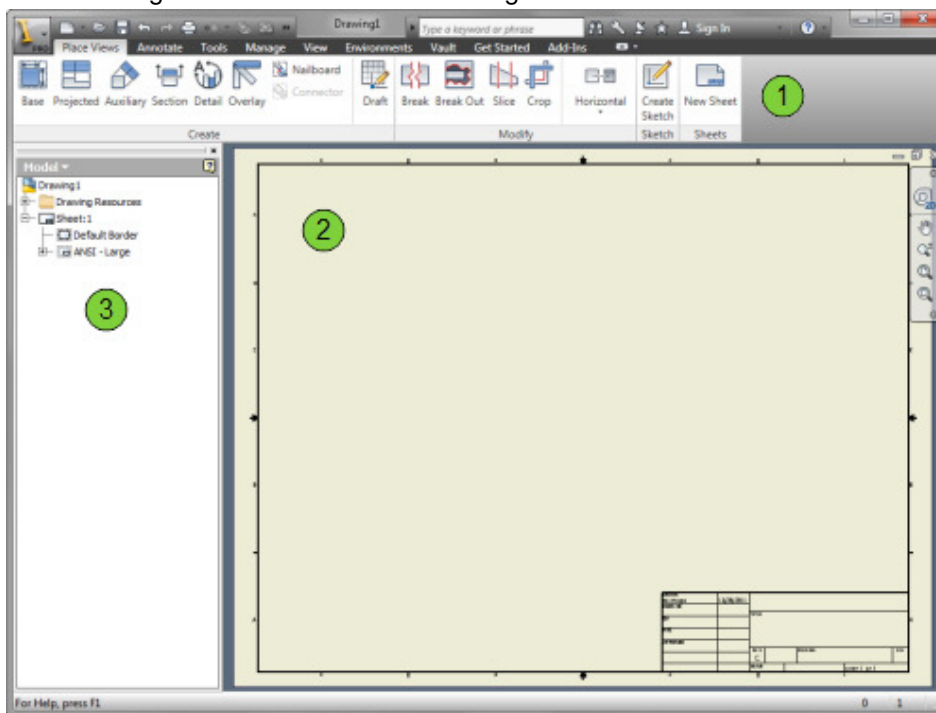 PRO
Drawing1
Type a keyword or phrase
Sign In
Place Views Annotate Tools Manage View Environments Vault Get Started Add-Ins
Base Projected Auxiliary Section Detail Overlay
Nailboard
Connector
Draft Break Break Out Slice Crop Horizontal Create Sketch New Sheet
Create Modify Sketch Sheets
1
Model
Drawing1
Drawing Resources
Sheet:1
Default Border
ANSI - Large
2
3
For Help, press F1 0 1